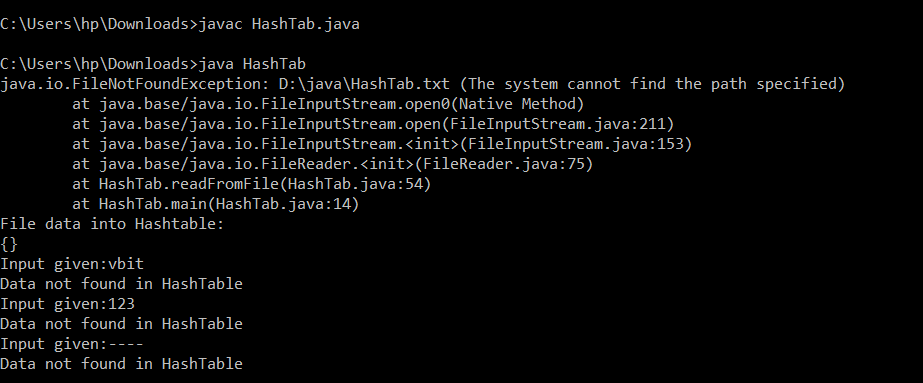 C:\Users\hp\Downloads>javac HashTab.java
C:\Users\hp\Downloads>java HashTab
java.io.FileNotFoundException: D:\java\HashTab.txt (The system cannot find the path specified)
        at java.base/java.io.FileInputStream.open0(Native Method)
        at java.base/java.io.FileInputStream.open(FileInputStream.java:211)
        at java.base/java.io.FileInputStream.<init>(FileInputStream.java:153)
        at java.base/java.io.FileReader.<init>(FileReader.java:75)
        at HashTab.readFromFile(HashTab.java:54)
        at HashTab.main(HashTab.java:14)
File data into Hashtable:
{}
Input given:vbit
Data not found in HashTable
Input given:123
Data not found in HashTable
Input given:----
Data not found in HashTable